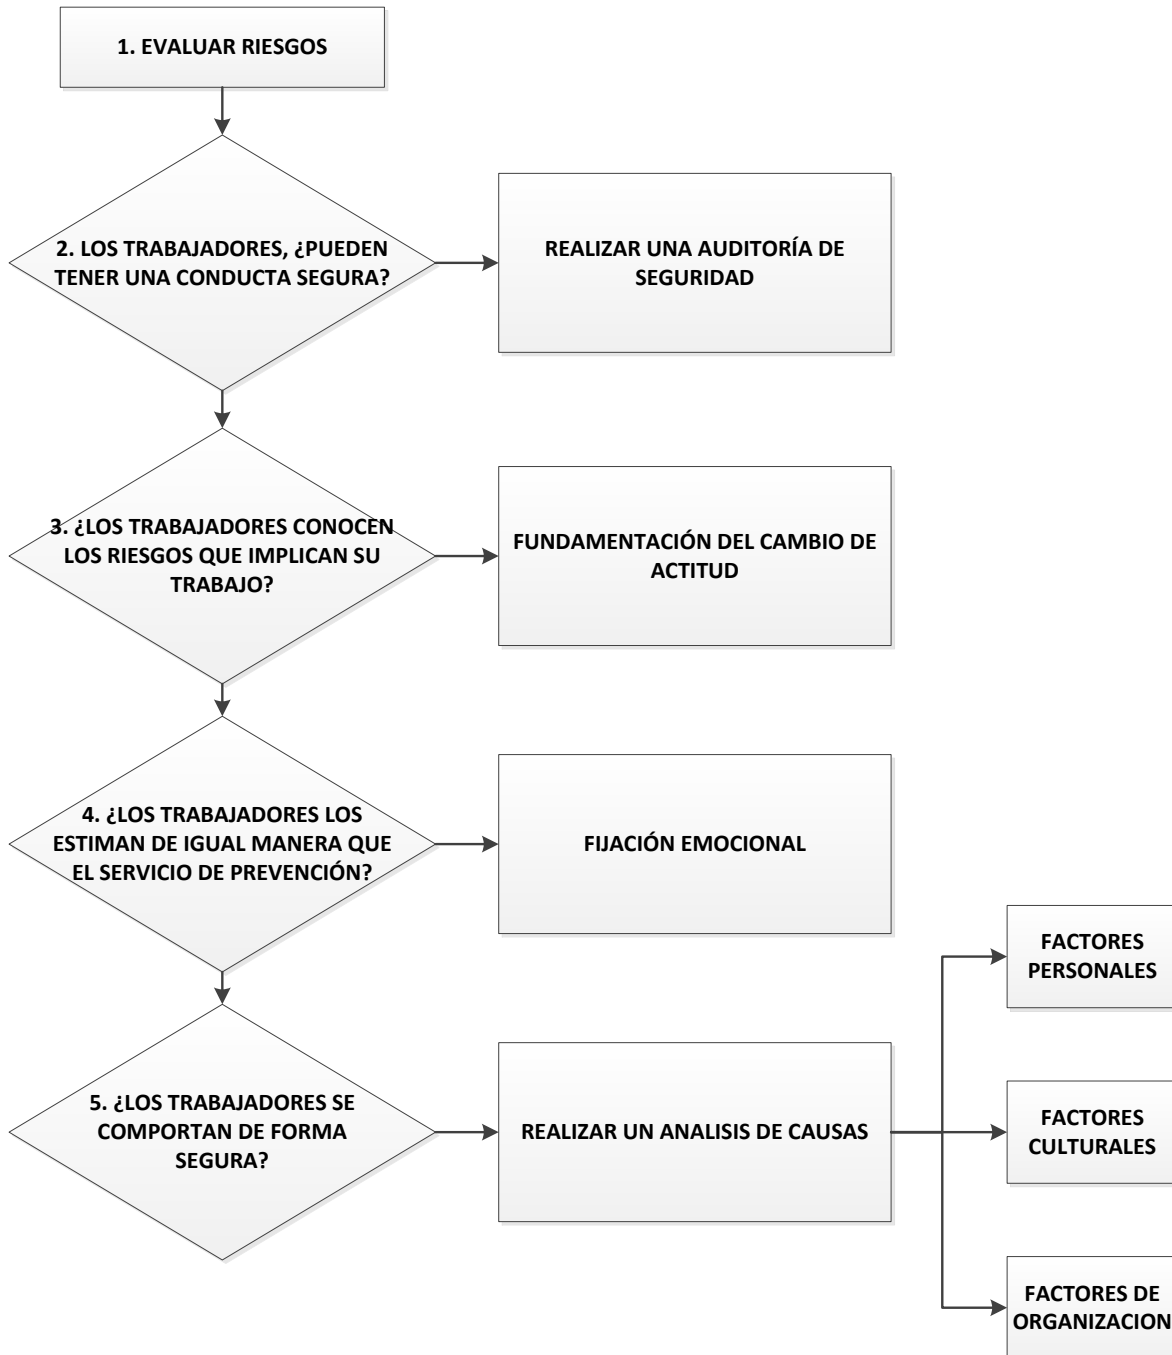 1. EVALUAR RIESGOS
2. LOS TRABAJADORES, ¿PUEDEN
TENER UNA CONDUCTA SEGURA?
REALIZAR UNA AUDITORÍA DE
SEGURIDAD
3. ¿LOS TRABAJADORES CONOCEN
LOS RIESGOS QUE IMPLICAN SU
TRABAJO?
FUNDAMENTACIÓN DEL CAMBIO DE
ACTITUD
4. ¿LOS TRABAJADORES LOS
ESTIMAN DE IGUAL MANERA QUE
EL SERVICIO DE PREVENCIÓN?
FIJACIÓN EMOCIONAL
5. ¿LOS TRABAJADORES SE
COMPORTAN DE FORMA
SEGURA?
REALIZAR UN ANALISIS DE CAUSAS
FACTORES
PERSONALES
FACTORES
CULTURALES
FACTORES DE
ORGANIZACION